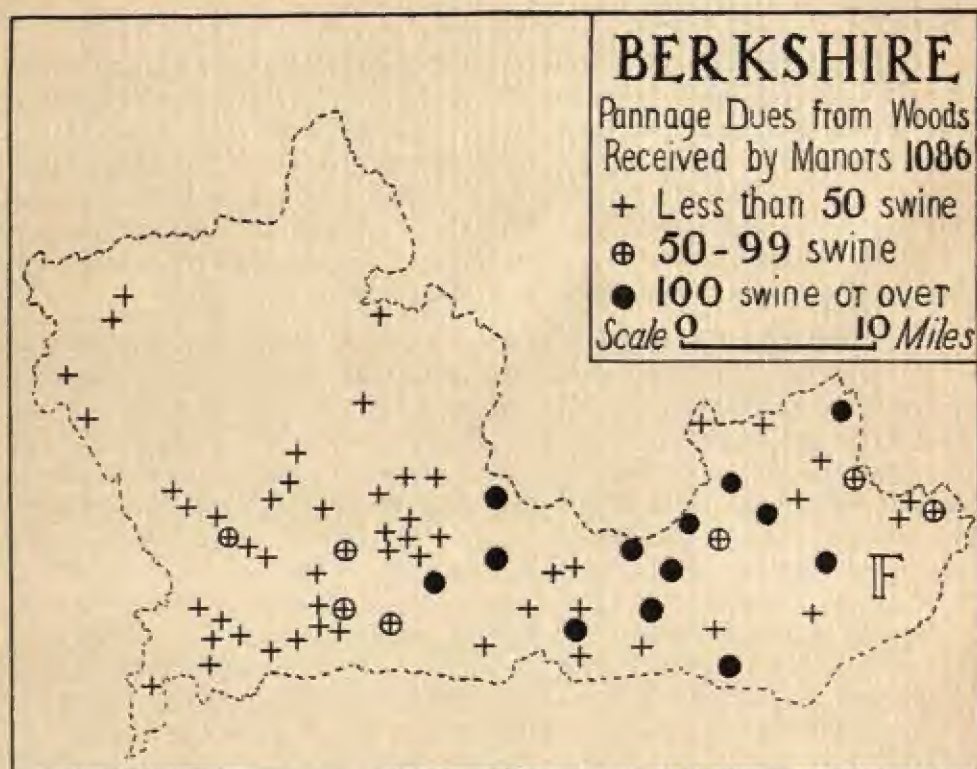 BERKSHIRE
Pannage Dues from Woods
Received by Manors 1086
+ Less than 50 swine
⊕ 50-99 swine
● 100 swine or over
Scale 0 10 Miles
F